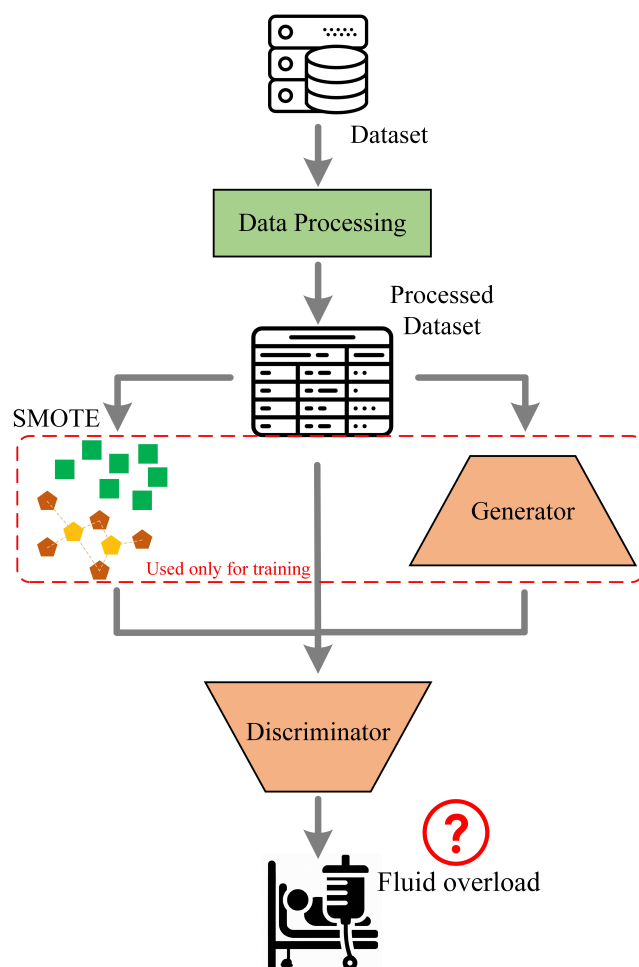 Dataset
Data Processing
Processed
Dataset
SMOTE
Generator
Used only for training
Discriminator
?
Fluid overload